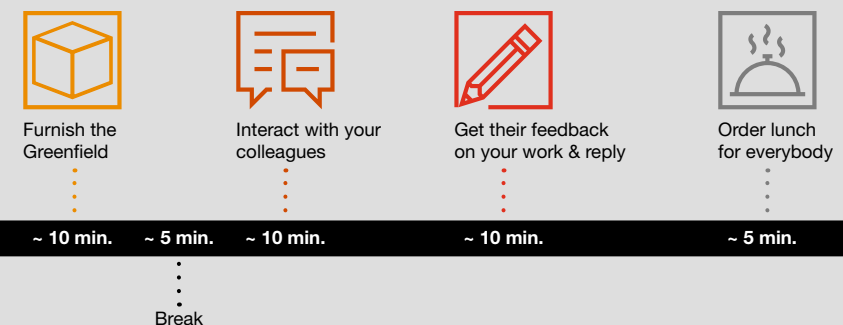 Furnish the
Greenfield
Interact with your
colleagues
Get their feedback
on your work & reply
Order lunch
for everybody
~ 10 min.
~ 5 min.
~ 10 min.
~ 10 min.
~ 5 min.
Break